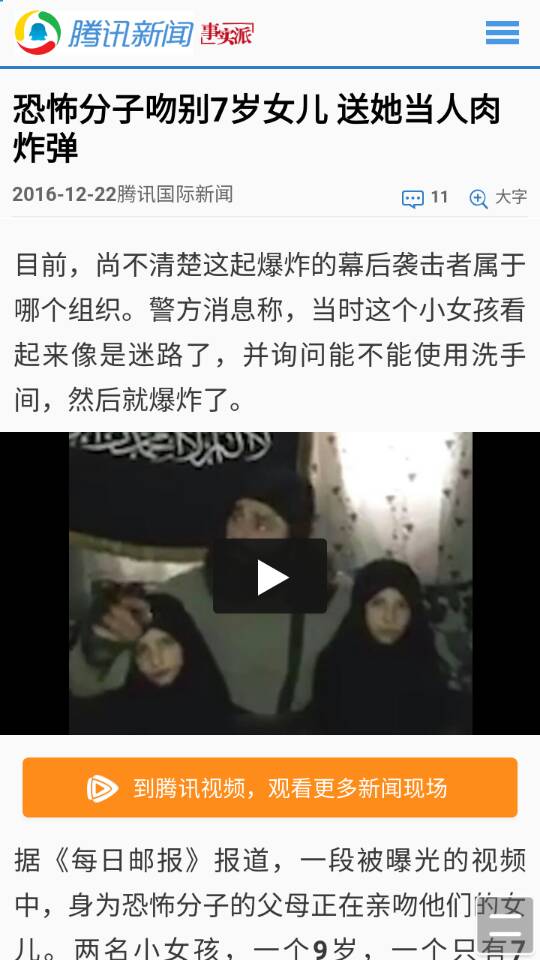 腾讯新闻 事实派
恐怖分子吻别7岁女儿 送她当人肉
炸弹
2016-12-22腾讯国际新闻 11 大字
目前，尚不清楚这起爆炸的幕后袭击者属于
哪个组织。警方消息称，当时这个小女孩看
起来像是迷路了，并询问能不能使用洗手
间，然后就爆炸了。
到腾讯视频，观看更多新闻现场
据《每日邮报》报道，一段被曝光的视频
中，身为恐怖分子的父母正在亲吻他们的女
儿。两名小女孩，一个9岁，一个只有7